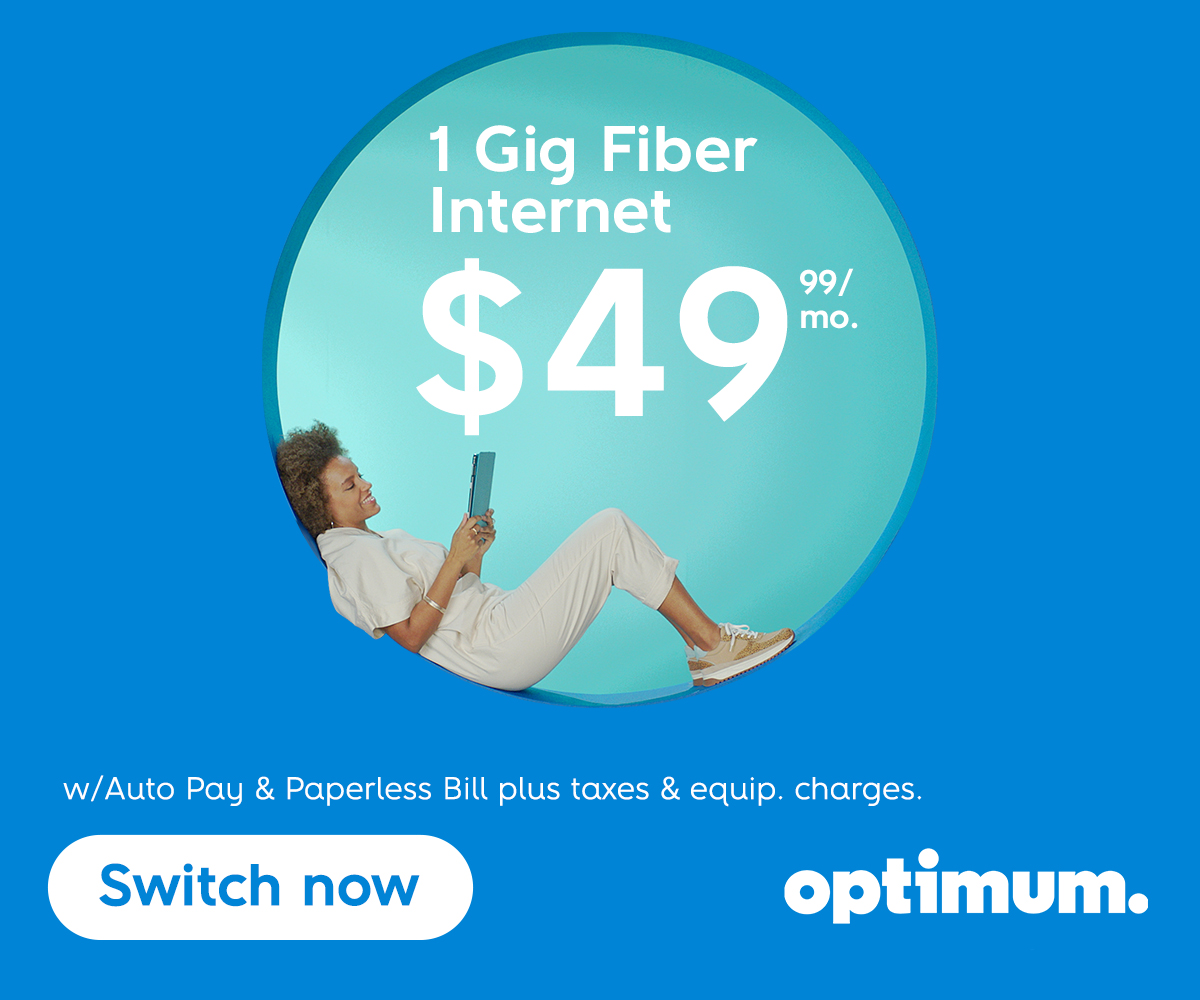 1 Gig Fiber
Internet
$49 99/
mo.
w/Auto Pay & Paperless Bill plus taxes & equip. charges.
Switch now
optimum.